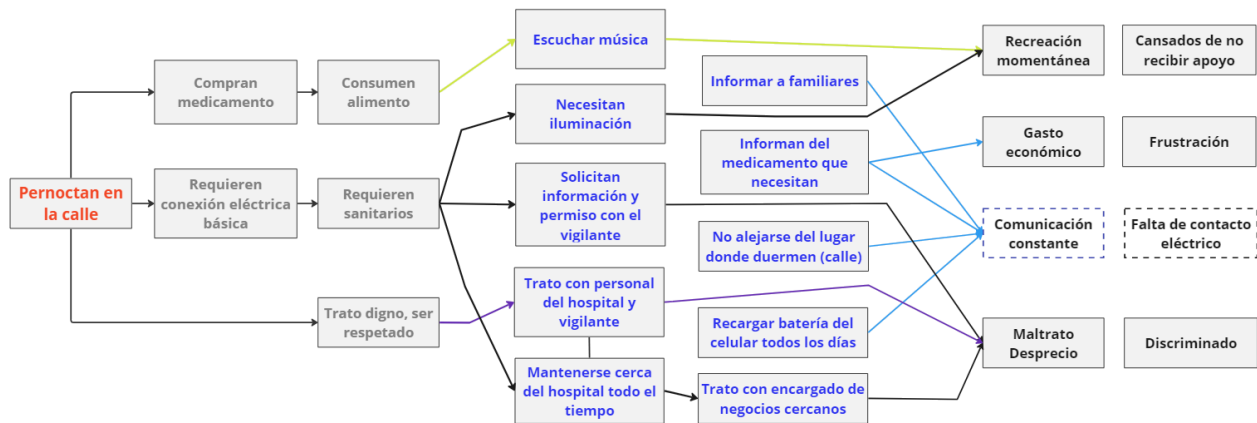 Pernoctan en
la calle
Compran
medicamento
Requieren
conexión eléctrica
básica
Consumen
alimento
Requieren
sanitarios
Trato digno, ser
respetado
Escuchar música
Necesitan
iluminación
Solicitan
información y
permiso con el
vigilante
Trato con personal
del hospital y
vigilante
Mantenerse cerca
del hospital todo el
tiempo
Informar a familiares
Informan del
medicamento que
necesitan
No alejarse del lugar
donde duermen (calle)
Recargar batería del
celular todos los días
Trato con encargado de
negocios cercanos
Recreación
momentánea
Gasto
económico
Comunicación
constante
Maltrato
Desprecio
Cansados de no
recibir apoyo
Frustración
Falta de contacto
eléctrico
Discriminado